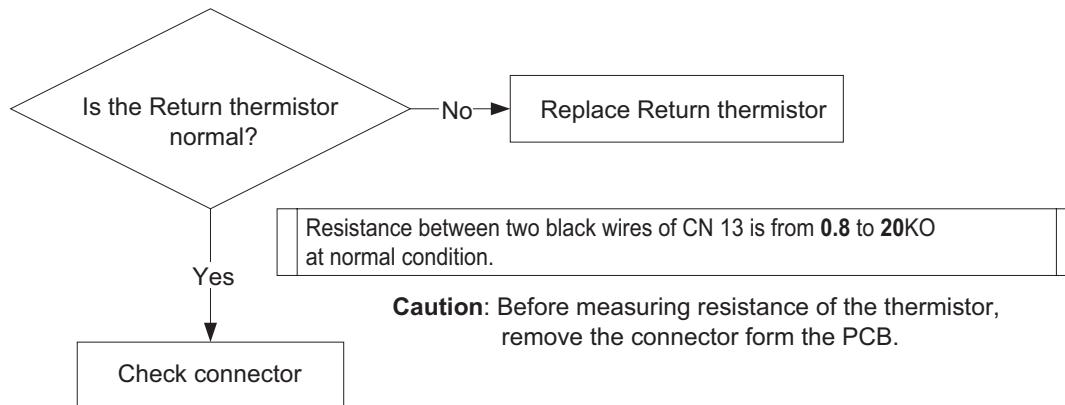 Is the Return thermistor
normal?
No
Replace Return thermistor
Resistance between two black wires of CN 13 is from 0.8 to 20KO
at normal condition.
Yes
Caution: Before measuring resistance of the thermistor,
remove the connector form the PCB.
Check connector